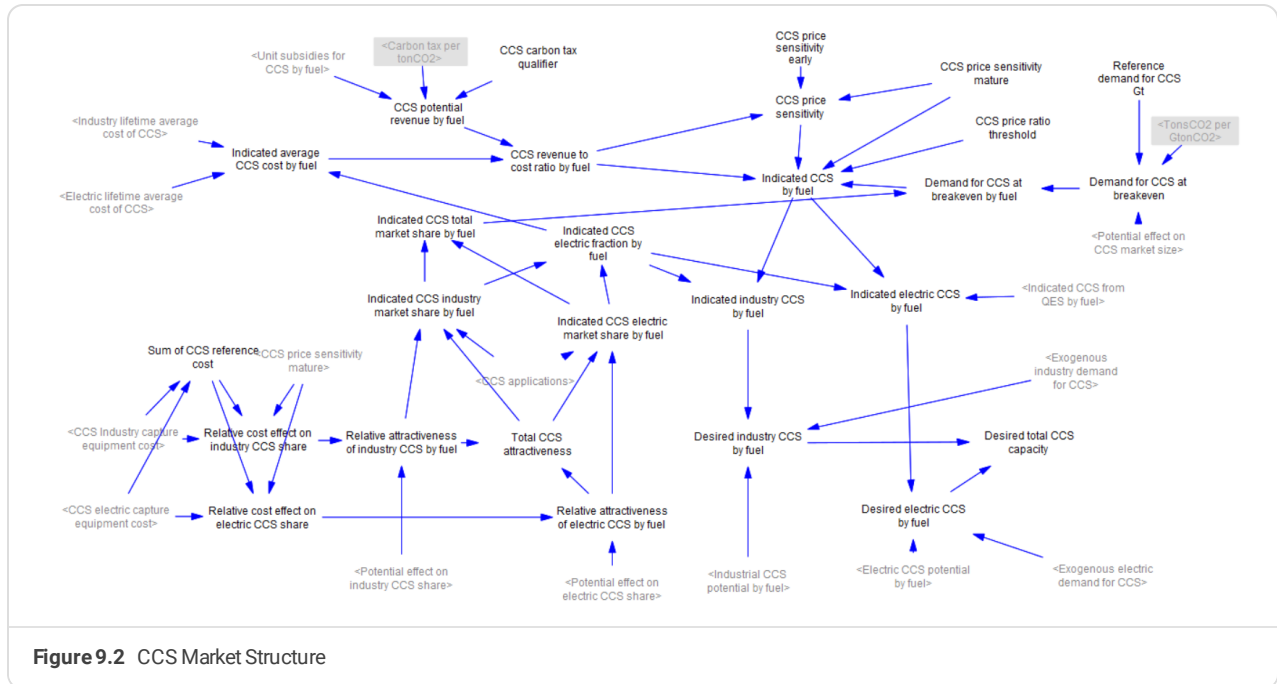 <Unit subsidies for
CCS by fuel>
<Carbon tax per
tonCO2>
CCS carbon tax
qualifier
CCS price
sensitivity
early
CCS price sensitivity
mature
Reference
demand for CCS
Gt
CCS potential
revenue by fuel
CCS price
sensitivity
CCS price ratio
threshold
<TonsCO2 per
GtonCO2>
<Industry lifetime average
cost of CCS>
Indicated average
CCS cost by fuel
CCS revenue to
cost ratio by fuel
Indicated CCS
by fuel
Demand for CCS at
breakeven by fuel
Demand for CCS at
breakeven
<Electric lifetime average
cost of CCS>
Indicated CCS total
market share by fuel
Indicated CCS
electric fraction by
fuel
<Potential effect on
CCS market size>
Indicated CCS industry
market share by fuel
Indicated CCS electric
market share by fuel
Indicated industry CCS
by fuel
Indicated electric CCS
by fuel
<Indicated CCS from
QES by fuel>
Sum of CCS reference
cost
<CCS price sensitivity
mature>
<CCS applications>
<Exogenous
industry demand
for CCS>
<CCS Industry capture
equipment cost>
Relative cost effect on
industry CCS share
Relative attractiveness
of industry CCS by fuel
Total CCS
attractiveness
Desired industry CCS
by fuel
Desired total CCS
capacity
<CCS electric capture
equipment cost>
Relative cost effect on
electric CCS share
Relative attractiveness
of electric CCS by fuel
Desired electric CCS
by fuel
<Potential effect on
industry CCS share>
<Potential effect on
electric CCS share>
<Industrial CCS
potential by fuel>
<Electric CCS potential
by fuel>
<Exogenous electric
demand for CCS>
Figure 9.2 CCS Market Structure